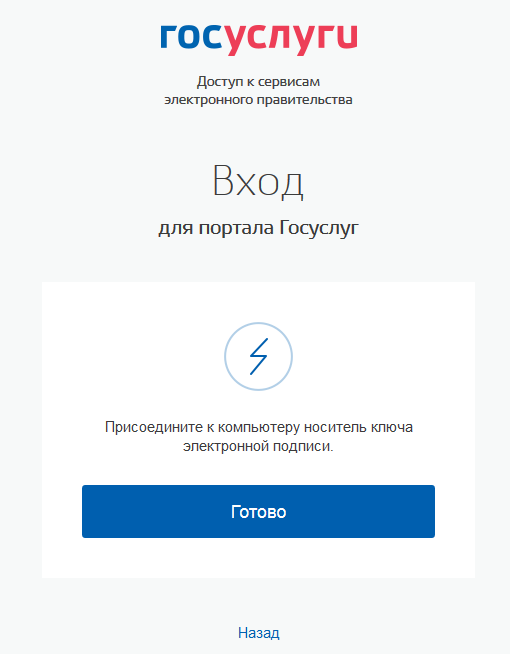 госуслуги
Доступ к сервисам
электронного правительства
Вход
для портала Госуслуг
Присоедините к компьютеру носитель ключа
электронной подписи.
Готово
Назад